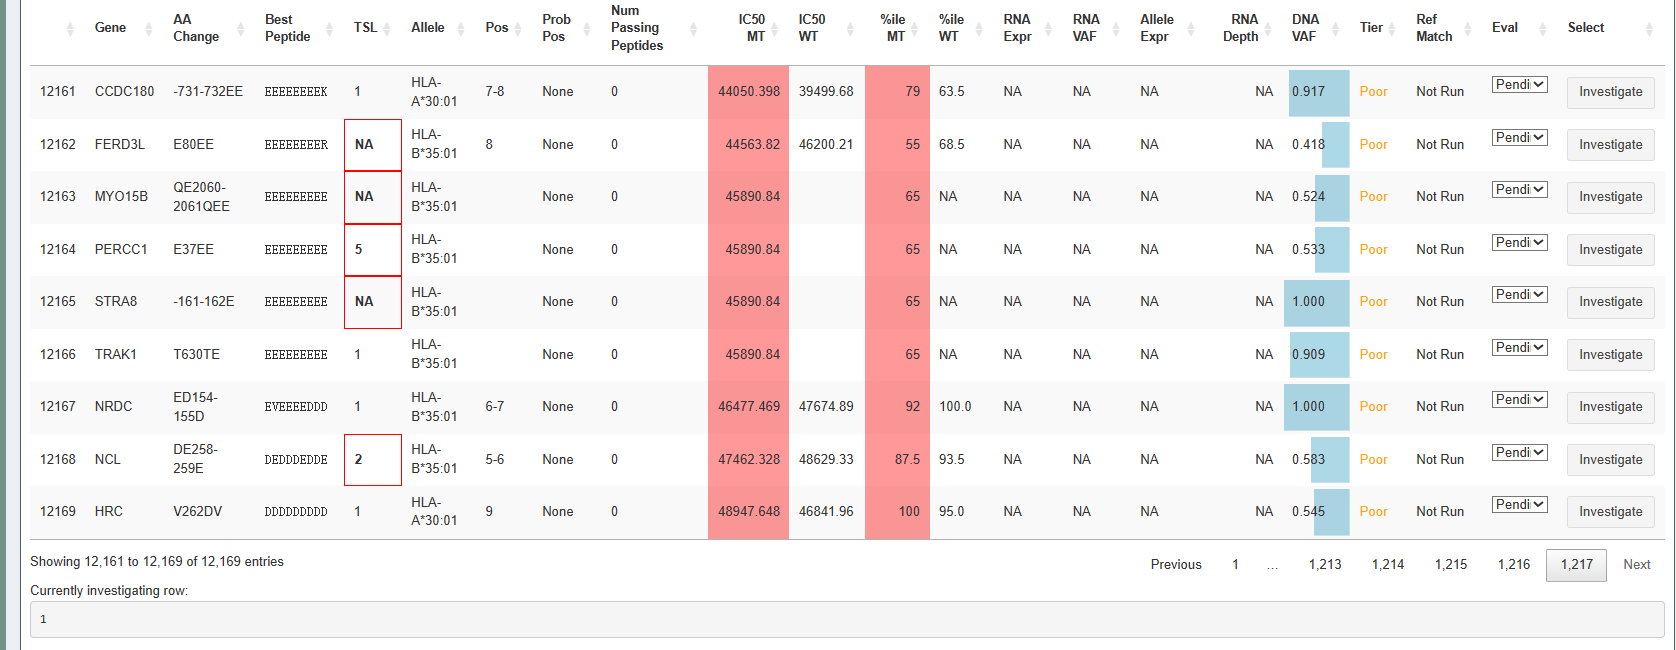 Gene AA Change Best Peptide TSL Allele Pos Prob Pos Num Passing Peptides IC50 MT IC50 WT %ile MT %ile WT RNA Expr RNA VAF Allele Expr RNA Depth DNA VAF Tier Ref Match Eval Select
12161 CCDC180 -731-732EE EEEEEEEEK 1 HLA-A*30:01 7-8 None 0 44050.398 39499.68 79 63.5 NA NA NA NA 0.917 Poor Not Run Pendi Investigate
12162 FERD3L E80EE EEEEEEEER NA HLA-B*35:01 8 None 0 44563.82 46200.21 55 68.5 NA NA NA NA 0.418 Poor Not Run Pendi Investigate
12163 MYO15B QE2060-2061QEE EEEEEEEEE NA HLA-B*35:01 None 0 45890.84 65 NA NA NA NA NA 0.524 Poor Not Run Pendi Investigate
12164 PERCC1 E37EE EEEEEEEEE 5 HLA-B*35:01 None 0 45890.84 65 NA NA NA NA NA 0.533 Poor Not Run Pendi Investigate
12165 STRA8 -161-162E EEEEEEEEE NA HLA-B*35:01 None 0 45890.84 65 NA NA NA NA NA 1.000 Poor Not Run Pendi Investigate
12166 TRAK1 T630TE EEEEEEEEE 1 HLA-B*35:01 None 0 45890.84 65 NA NA NA NA NA 0.909 Poor Not Run Pendi Investigate
12167 NRDC ED154-155D EVEEEEDDD 1 HLA-B*35:01 6-7 None 0 46477.469 47674.89 92 100.0 NA NA NA NA 1.000 Poor Not Run Pendi Investigate
12168 NCL DE258-259E DEDDDEDDE 2 HLA-B*35:01 5-6 None 0 47462.328 48629.33 87.5 93.5 NA NA NA NA 0.583 Poor Not Run Pendi Investigate
12169 HRC V262DV DDDDDDDDD 1 HLA-A*30:01 9 None 0 48947.648 46841.96 100 95.0 NA NA NA NA 0.545 Poor Not Run Pendi Investigate
Showing 12,161 to 12,169 of 12,169 entries
Previous 1 … 1,213 1,214 1,215 1,216 1,217 Next
Currently investigating row:
1